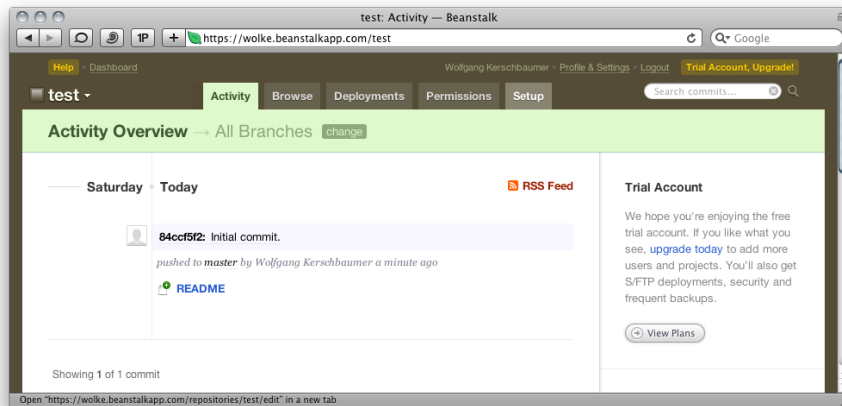 test: Activity — Beanstalk
1P + https://wolke.beanstalkapp.com/test Google
Help Dashboard Wolfgang Kerschbaumer Profile & Settings Logout Trial Account, Upgrade!
test Activity Browse Deployments Permissions Setup Search commits...
Activity Overview → All Branches change
Saturday Today RSS Feed
84ccf5f2: Initial commit.
pushed to master by Wolfgang Kerschbaumer a minute ago
README
Showing 1 of 1 commit
Trial Account
We hope you're enjoying the free
trial account. If you like what you
see, upgrade today to add more
users and projects. You'll also get
S/FTP deployments, security and
frequent backups.
View Plans
Open "https://wolke.beanstalkapp.com/repositories/test/edit" in a new tab